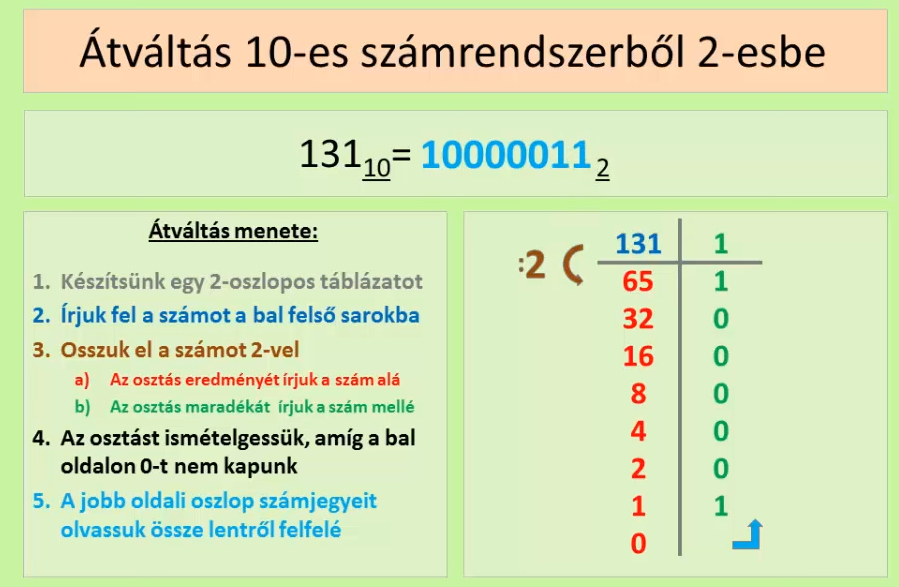 Átváltás 10-es számrendszerből 2-esbe
131₁₀= 10000011₂
Átváltás menete:
1. Készítsünk egy 2-oszlopos táblázatot
2. Írjuk fel a számot a bal felső sarokba
3. Osszuk el a számot 2-vel
a) Az osztás eredményét írjuk a szám alá
b) Az osztás maradékát írjuk a szám mellé
4. Az osztást ismételgessük, amíg a bal
oldalon 0-t nem kapunk
5. A jobb oldali oszlop számjegyeit
olvassuk össze lentről felfelé
:2
131 1
65 1
32 0
16 0
8 0
4 0
2 0
1 1
0